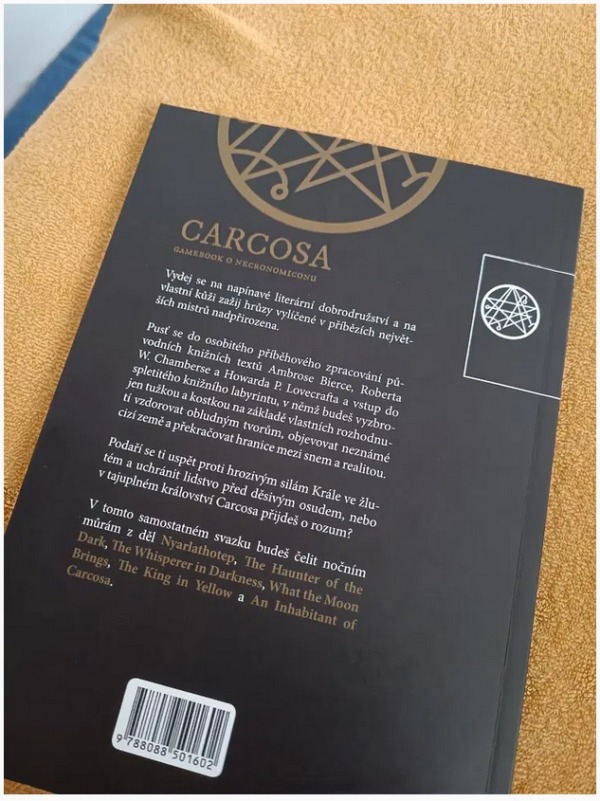 CARCOSA
GAMEBOOK O NECRONOMICONU
Vydej se na napínavé literární dobrodružství a na
vlastní kůži zažij hrůzy vylíčené v příbězích největ-
ších mistrů nadpřirozena.
Pusť se do osobitého příběhového zpracování pů-
vodních knižních textů Ambrose Bierce, Roberta
W. Chamberse a Howarda P. Lovecrafta a vstup do
spletitého knižního labyrintu, v němž budeš vyzbro-
jen tužkou a kostkou na základě vlastních rozhodnu-
tí vzdorovat obludným tvorům, objevovat neznámé
cizí země a překračovat hranice mezi snem a realitou.
Podaří se ti uspět proti hrozivým silám Krále ve žlu-
tém a uchránit lidstvo před děsivým osudem, nebo
v tajuplném království Carcosa přijdeš o rozum?
V tomto samostatném svazku budeš čelit nočním
můrám z děl Nyarlathotep, The Haunter of the
Dark, The Whisperer in Darkness, What the Moon
Brings, The King in Yellow a An Inhabitant of
Carcosa.
9 788088 501602